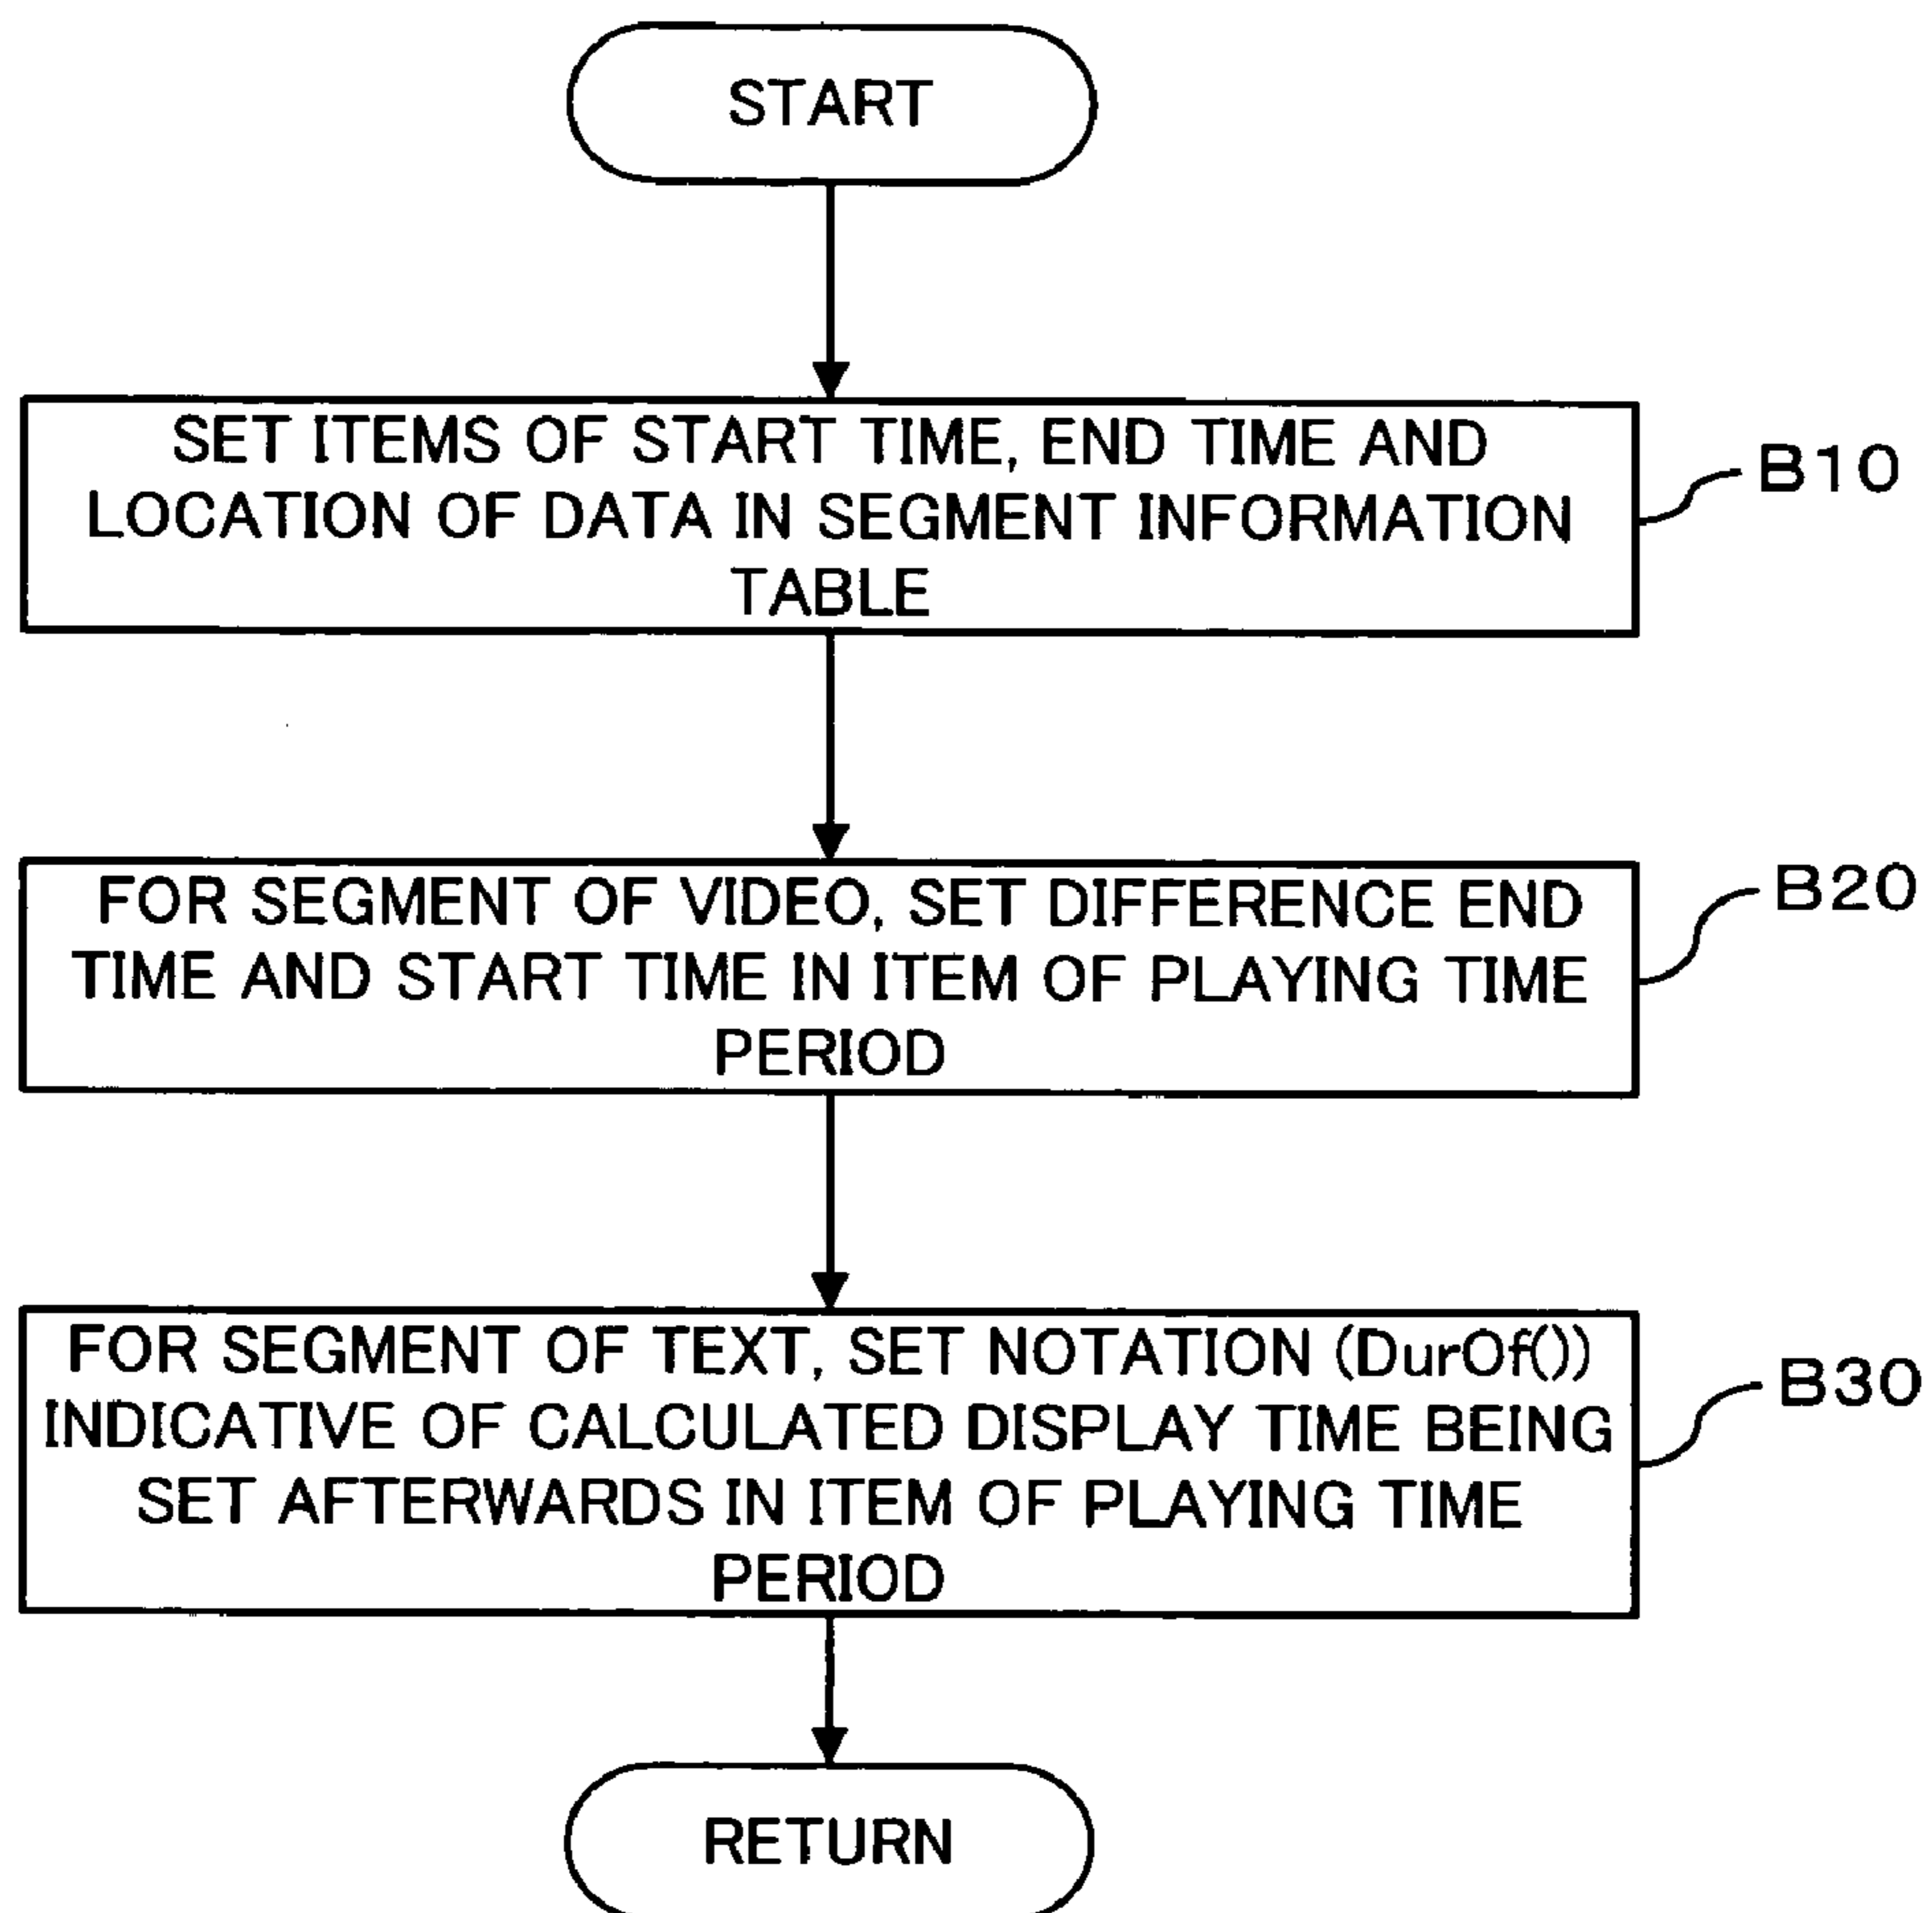 START
SET ITEMS OF START TIME, END TIME AND
LOCATION OF DATA IN SEGMENT INFORMATION
TABLE
B10
FOR SEGMENT OF VIDEO, SET DIFFERENCE END
TIME AND START TIME IN ITEM OF PLAYING TIME
PERIOD
B20
FOR SEGMENT OF TEXT, SET NOTATION (DurOf())
INDICATIVE OF CALCULATED DISPLAY TIME BEING
SET AFTERWARDS IN ITEM OF PLAYING TIME
PERIOD
B30
RETURN